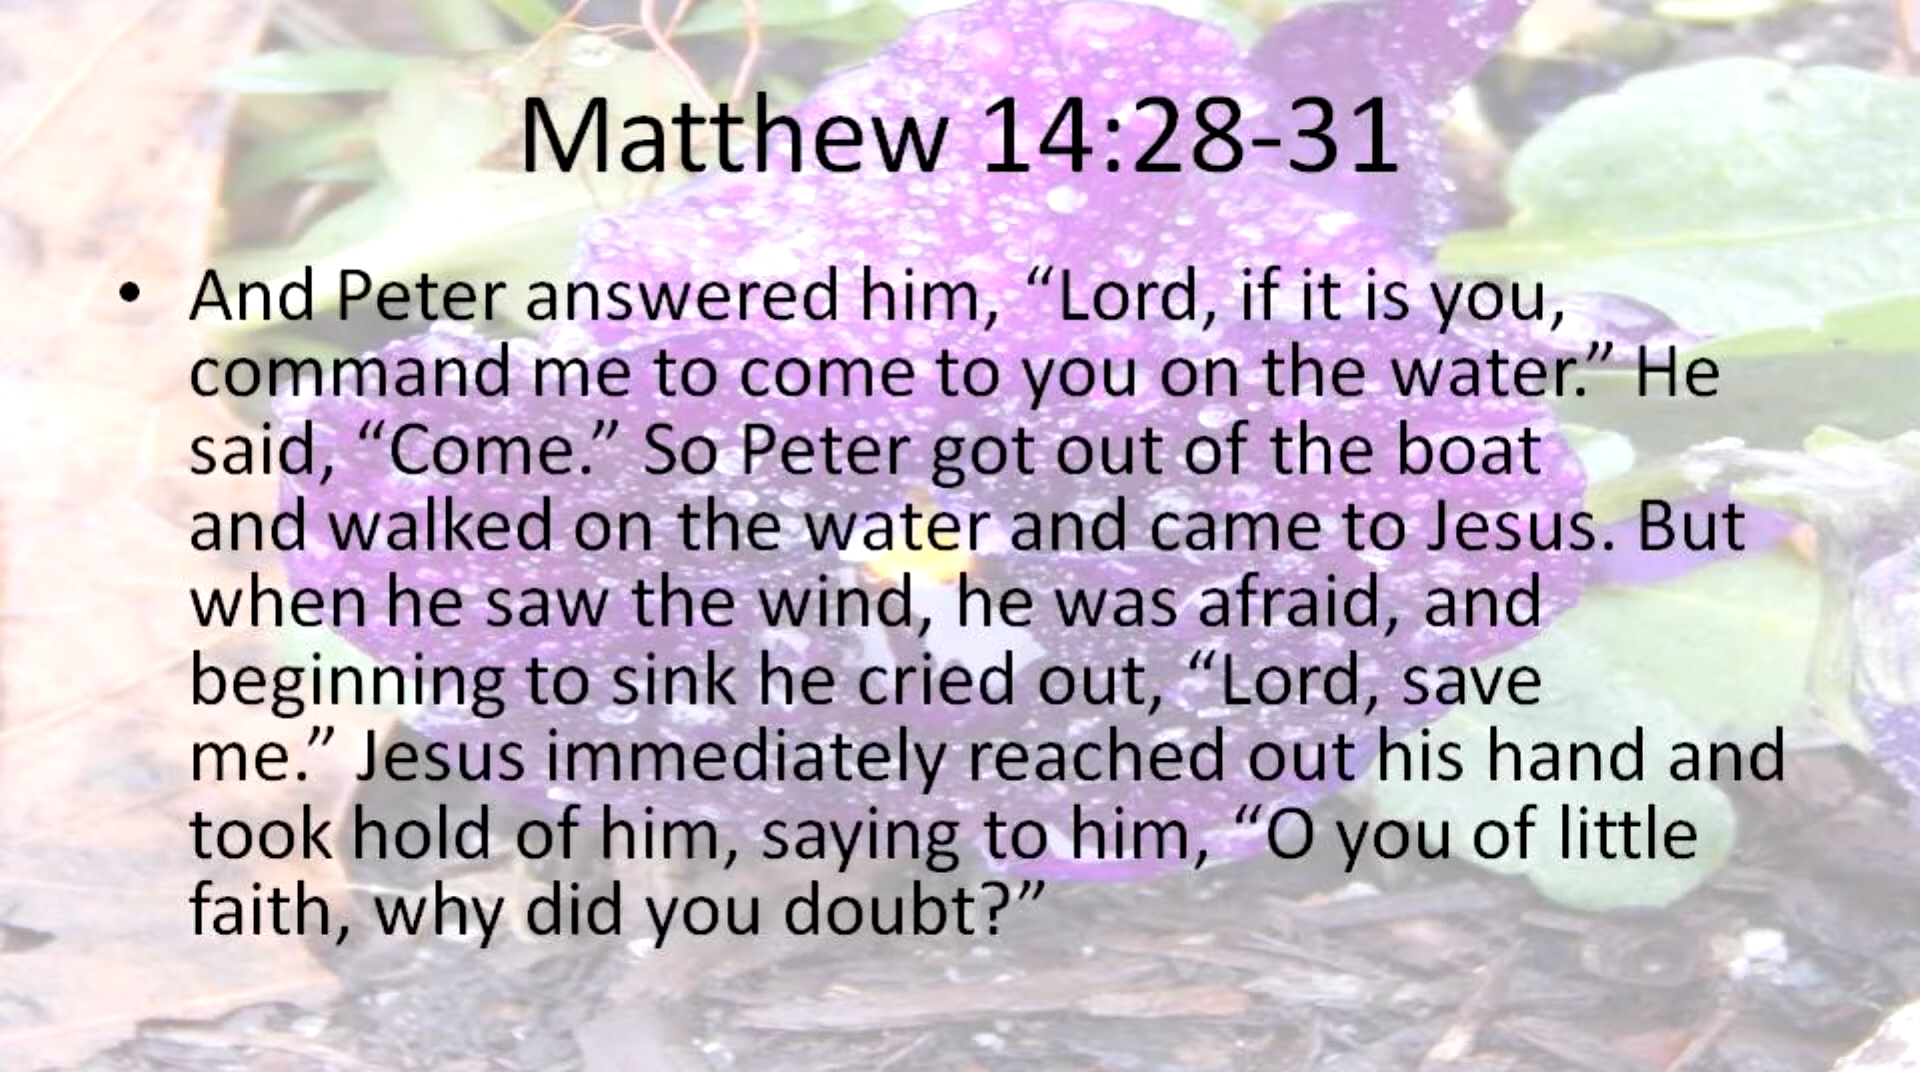 Matthew 14:28-31
• And Peter answered him, “Lord, if it is you,
command me to come to you on the water.” He
said, “Come.” So Peter got out of the boat
and walked on the water and came to Jesus. But
when he saw the wind, he was afraid, and
beginning to sink he cried out, “Lord, save
me.” Jesus immediately reached out his hand and
took hold of him, saying to him, “O you of little
faith, why did you doubt?”